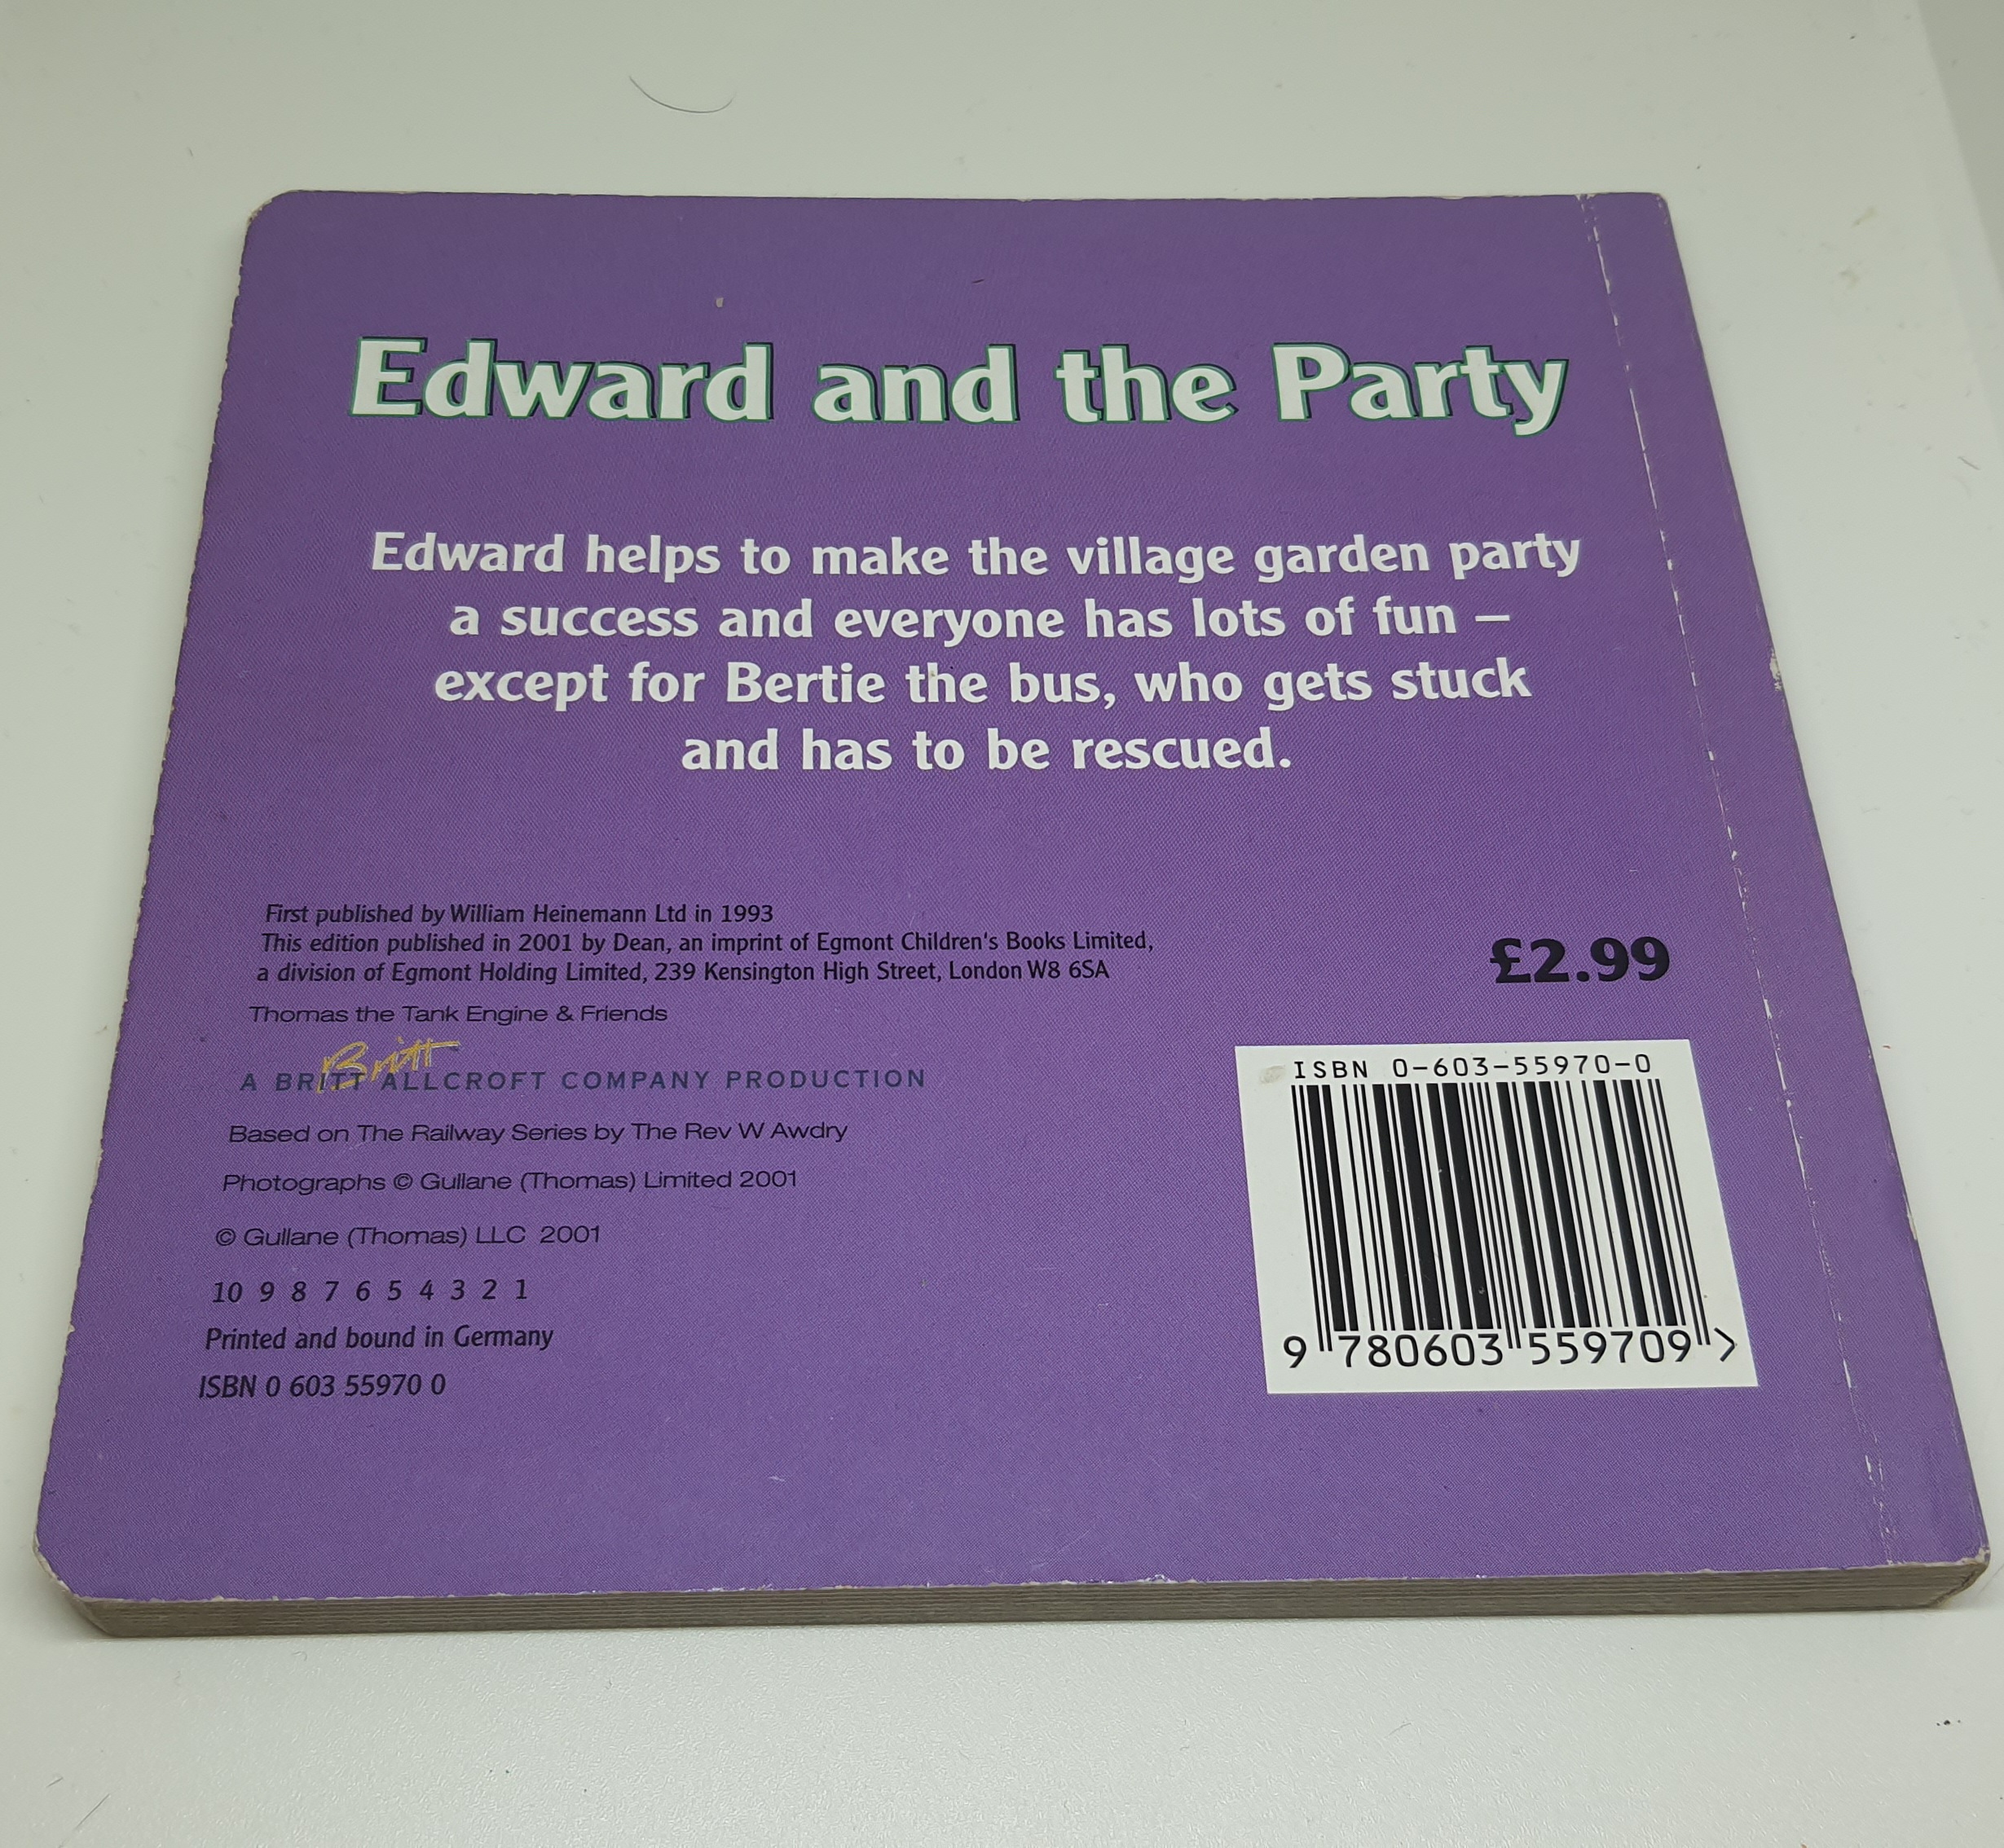 Edward and the Party
Edward helps to make the village garden party
a success and everyone has lots of fun –
except for Bertie the bus, who gets stuck
and has to be rescued.
First published by William Heinemann Ltd in 1993
This edition published in 2001 by Dean, an imprint of Egmont Children's Books Limited,
a division of Egmont Holding Limited, 239 Kensington High Street, London W8 6SA
Thomas the Tank Engine & Friends
Britt
A BRITT ALLCROFT COMPANY PRODUCTION
Based on The Railway Series by The Rev W Awdry
Photographs © Gullane (Thomas) Limited 2001
© Gullane (Thomas) LLC 2001
10 9 8 7 6 5 4 3 2 1
Printed and bound in Germany
ISBN 0 603 55970 0
£2.99
ISBN 0-603-55970-0
9 780603 559709 >